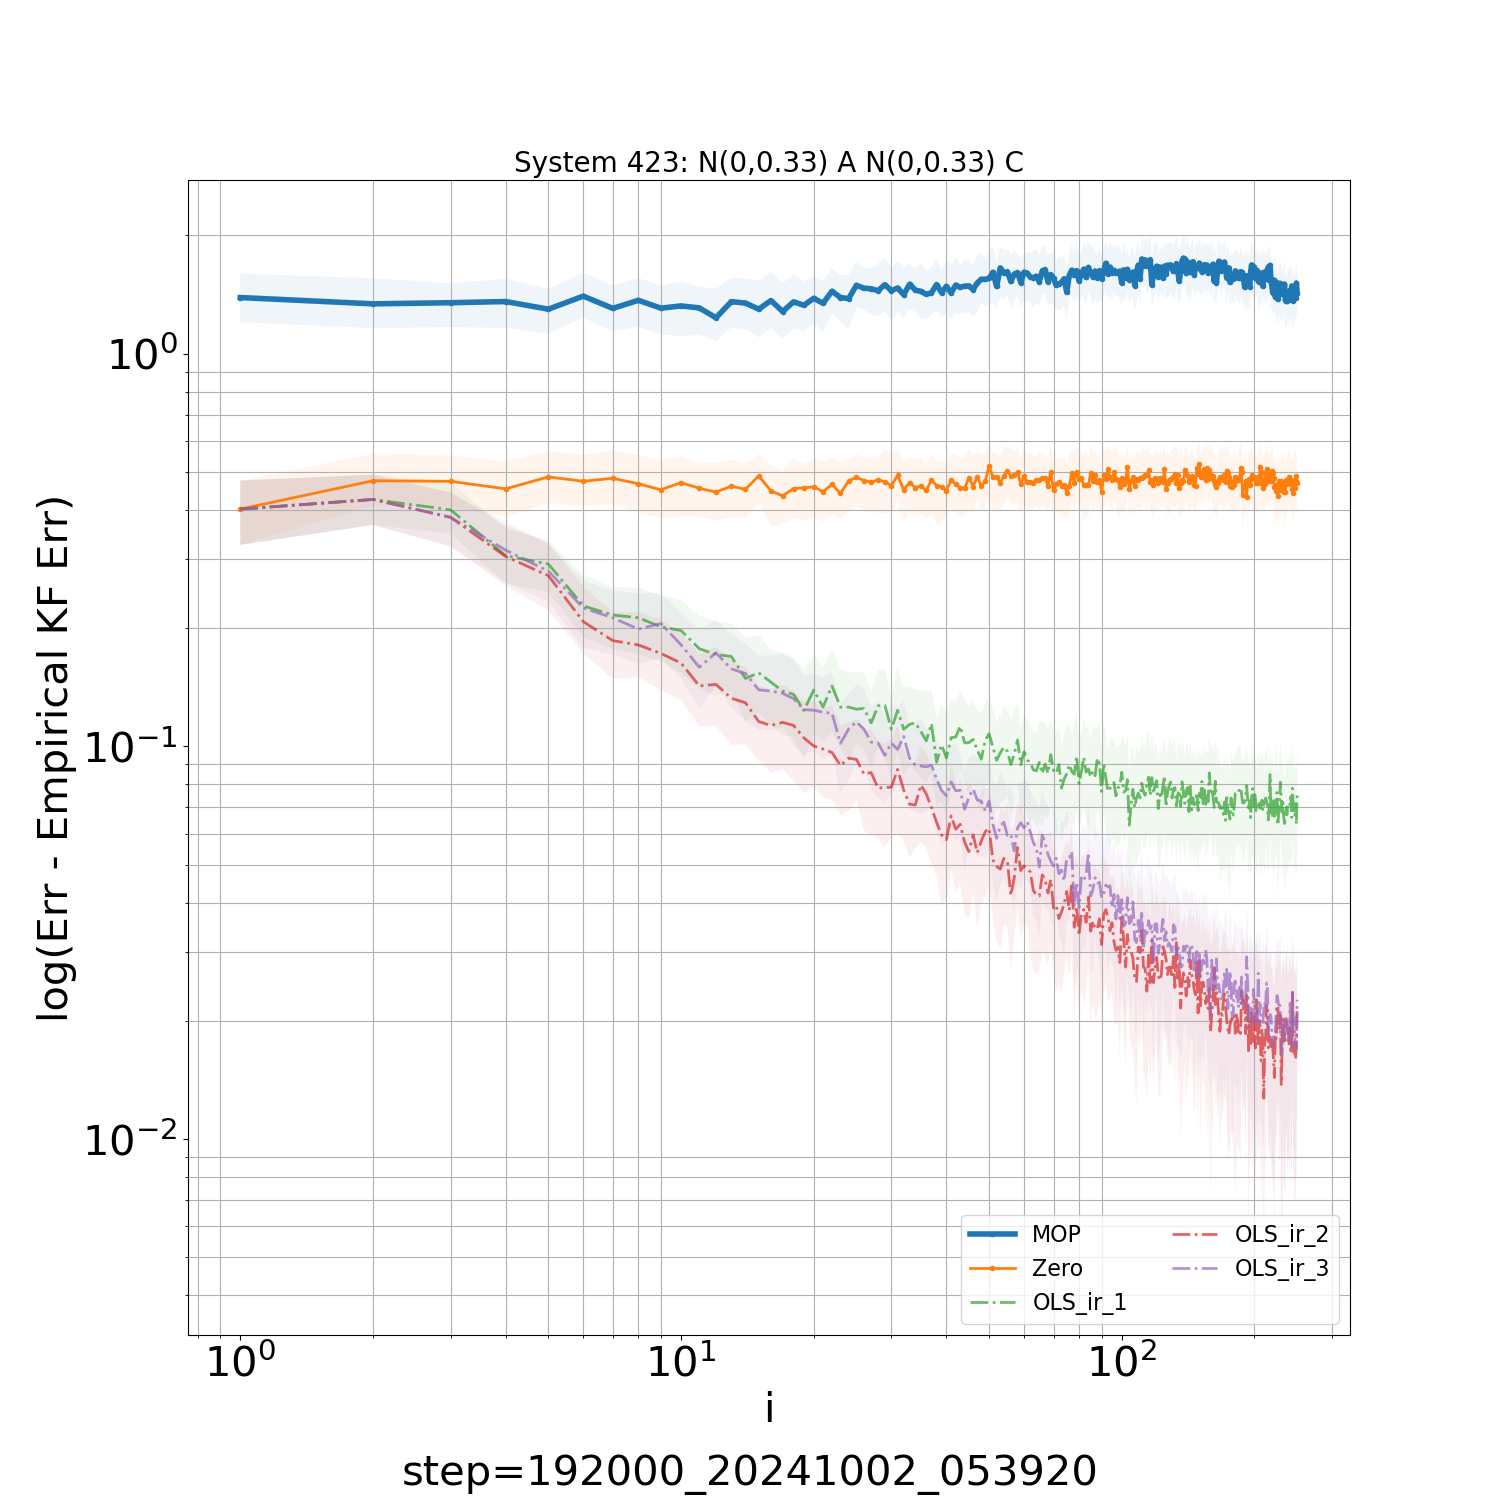 System 423: N(0,0.33) A N(0,0.33) C
log(Err - Empirical KF Err)
10⁰
10⁻¹
10⁻²
MOP
Zero
OLS_ir_1
OLS_ir_2
OLS_ir_3
10⁰ 10¹ 10²
i
step=192000_20241002_053920